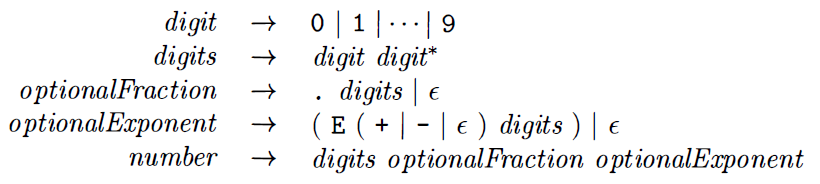 digit → 0 | 1 | ··· | 9
digits → digit digit*
optionalFraction → . digits | ϵ
optionalExponent → ( E ( + | - | ϵ ) digits ) | ϵ
number → digits optionalFraction optionalExponent